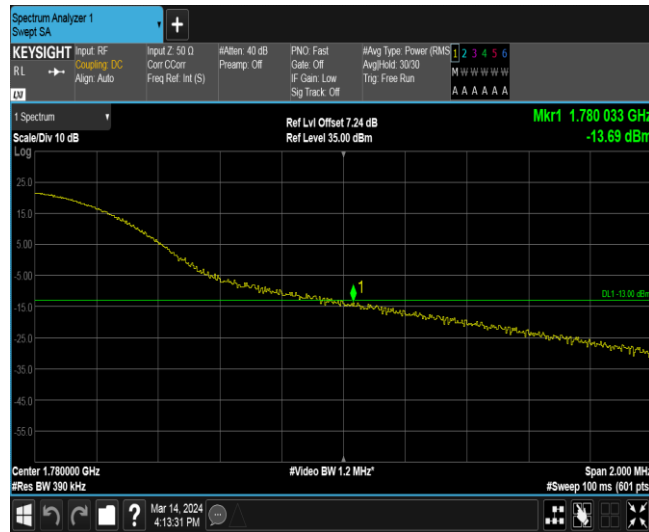 Spectrum Analyzer 1
Swept SA
KEYSIGHT
RL
LXI
Input: RF
Coupling: DC
Align: Auto
Input Z: 50 Ω
Corr CCorr
Freq Ref: Int (S)
#Atten: 40 dB
Preamp: Off
PNO: Fast
Gate: Off
IF Gain: Low
Sig Track: Off
#Avg Type: Power (RMS
Avg|Hold: 30/30
Trig: Free Run
1 2 3 4 5 6
M W W W W W
A A A A A A
1 Spectrum
Scale/Div 10 dB
Log
Ref Lvl Offset 7.24 dB
Ref Level 35.00 dBm
Mkr1 1.780 033 GHz
-13.69 dBm
25.0
15.0
5.00
-5.00
-15.0
-25.0
-35.0
-45.0
-55.0
1
DL1 -13.00 dBm
Center 1.780000 GHz
#Res BW 390 kHz
#Video BW 1.2 MHz*
Span 2.000 MHz
#Sweep 100 ms (601 pts
?
Mar 14, 2024
4:13:31 PM